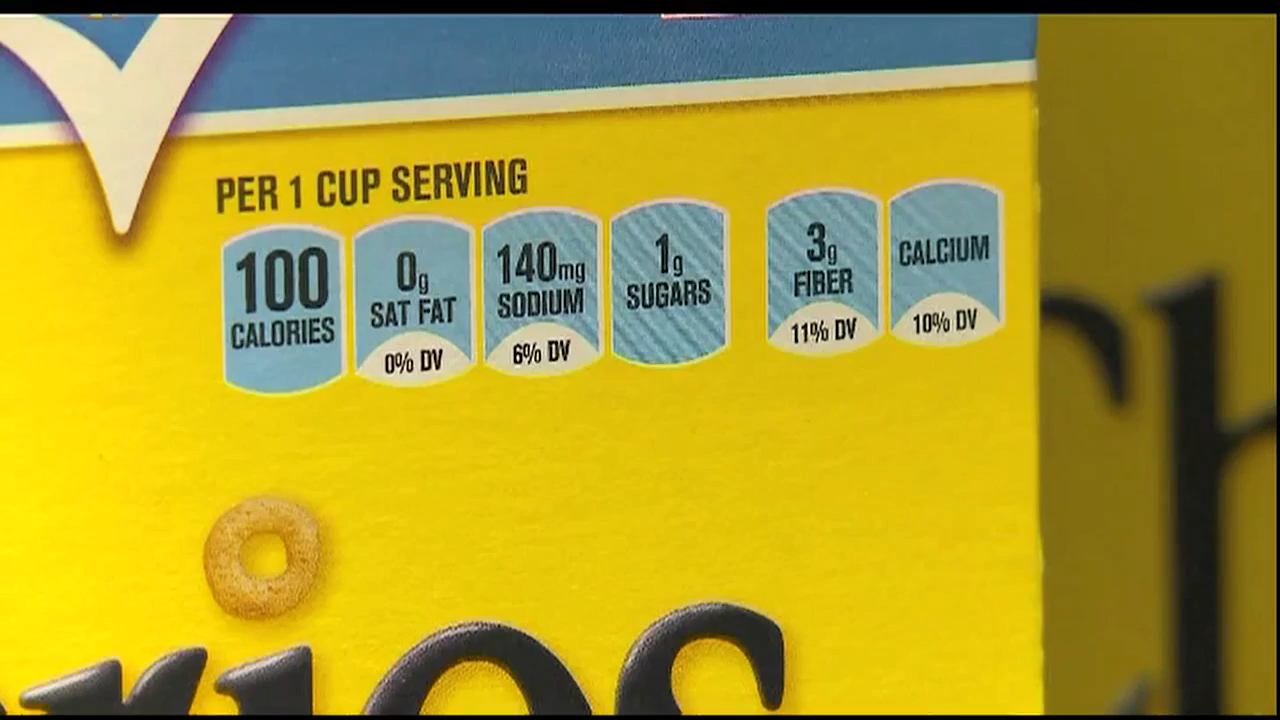 PER 1 CUP SERVING
100
CALORIES
0g
SAT FAT
0% DV
140mg
SODIUM
6% DV
1g
SUGARS
3g
FIBER
11% DV
CALCIUM
10% DV
rios